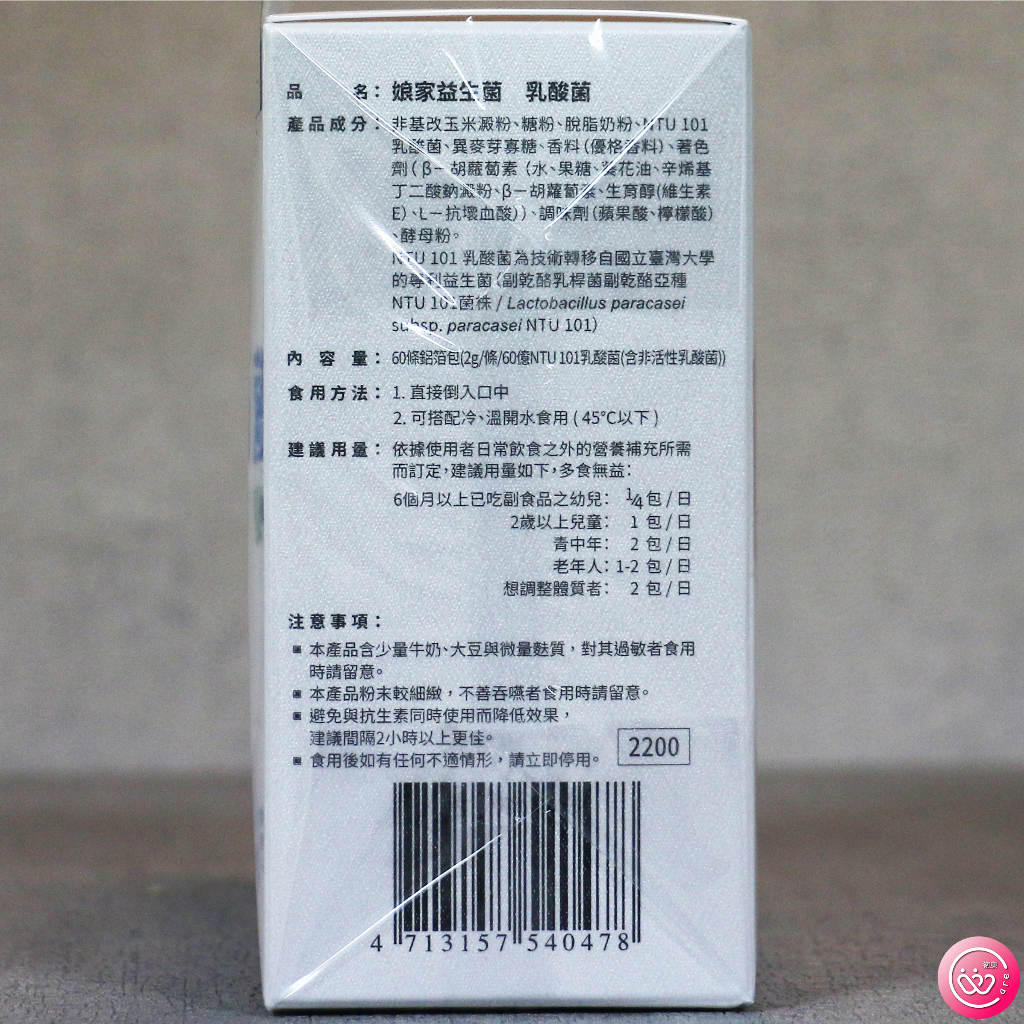 品名：娘家益生菌 乳酸菌
產品成分：非基改玉米澱粉、糖粉、脫脂奶粉、NTU 101
乳酸菌、異麥芽寡糖、香料(優格香料)、著色
劑(β－胡蘿蔔素(水、果糖、葵花油、辛烯基
丁二酸鈉澱粉、β－胡蘿蔔素、生育醇(維生素
E)、L－抗壞血酸))、調味劑(蘋果酸、檸檬酸)
、酵母粉。
NTU 101 乳酸菌為技術轉移自國立臺灣大學
的專利益生菌(副乾酪乳桿菌副乾酪亞種
NTU 101菌株 / Lactobacillus paracasei
subsp. paracasei NTU 101)
內容量：60條鋁箔包(2g/條/60億NTU 101乳酸菌(含非活性乳酸菌))
食用方法：1. 直接倒入口中
2. 可搭配冷、溫開水食用 ( 45°C以下 )
建議用量：依據使用者日常飲食之外的營養補充所需
而訂定，建議用量如下，多食無益：
6個月以上已吃副食品之幼兒： 1/4 包 / 日
2歲以上兒童： 1 包 / 日
青中年： 2 包 / 日
老年人：1-2 包 / 日
想調整體質者： 2 包 / 日
注意事項：
▣ 本產品含少量牛奶、大豆與微量麩質，對其過敏者食用
時請留意。
▣ 本產品粉末較細緻，不善吞嚥者食用時請留意。
▣ 避免與抗生素同時使用而降低效果，
建議間隔2小時以上更佳。
▣ 食用後如有任何不適情形，請立即停用。
2200
4 713157 540478